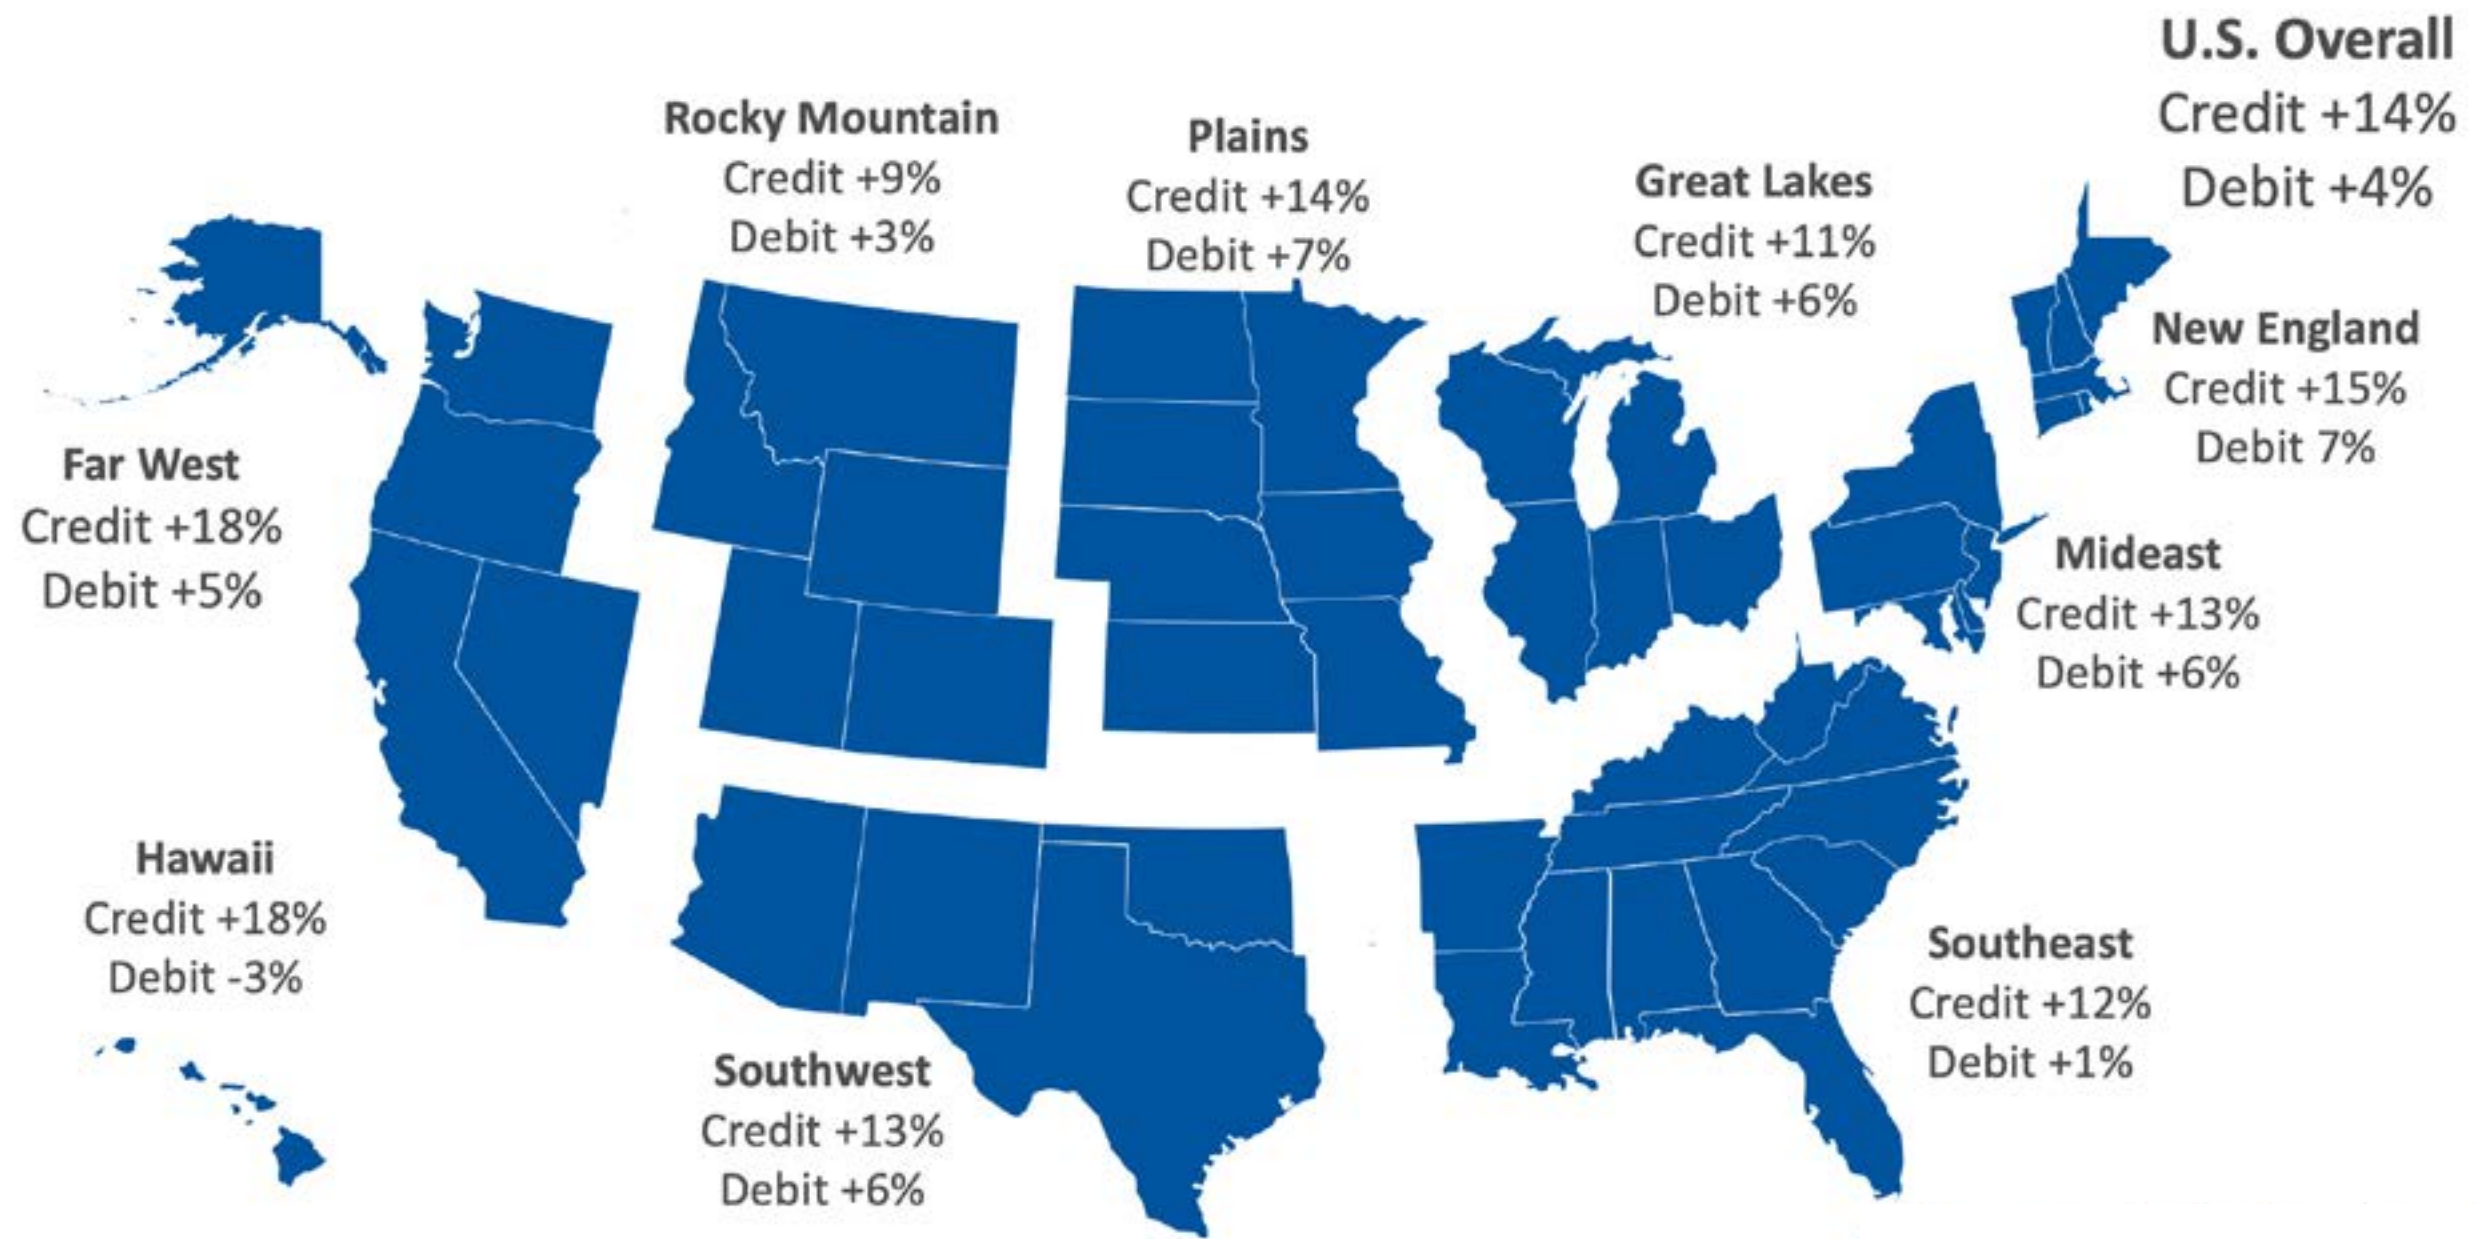 U.S. Overall
Credit +14%
Debit +4%
Rocky Mountain
Credit +9%
Debit +3%
Plains
Credit +14%
Debit +7%
Great Lakes
Credit +11%
Debit +6%
New England
Credit +15%
Debit 7%
Far West
Credit +18%
Debit +5%
Mideast
Credit +13%
Debit +6%
Hawaii
Credit +18%
Debit -3%
Southeast
Credit +12%
Debit +1%
Southwest
Credit +13%
Debit +6%